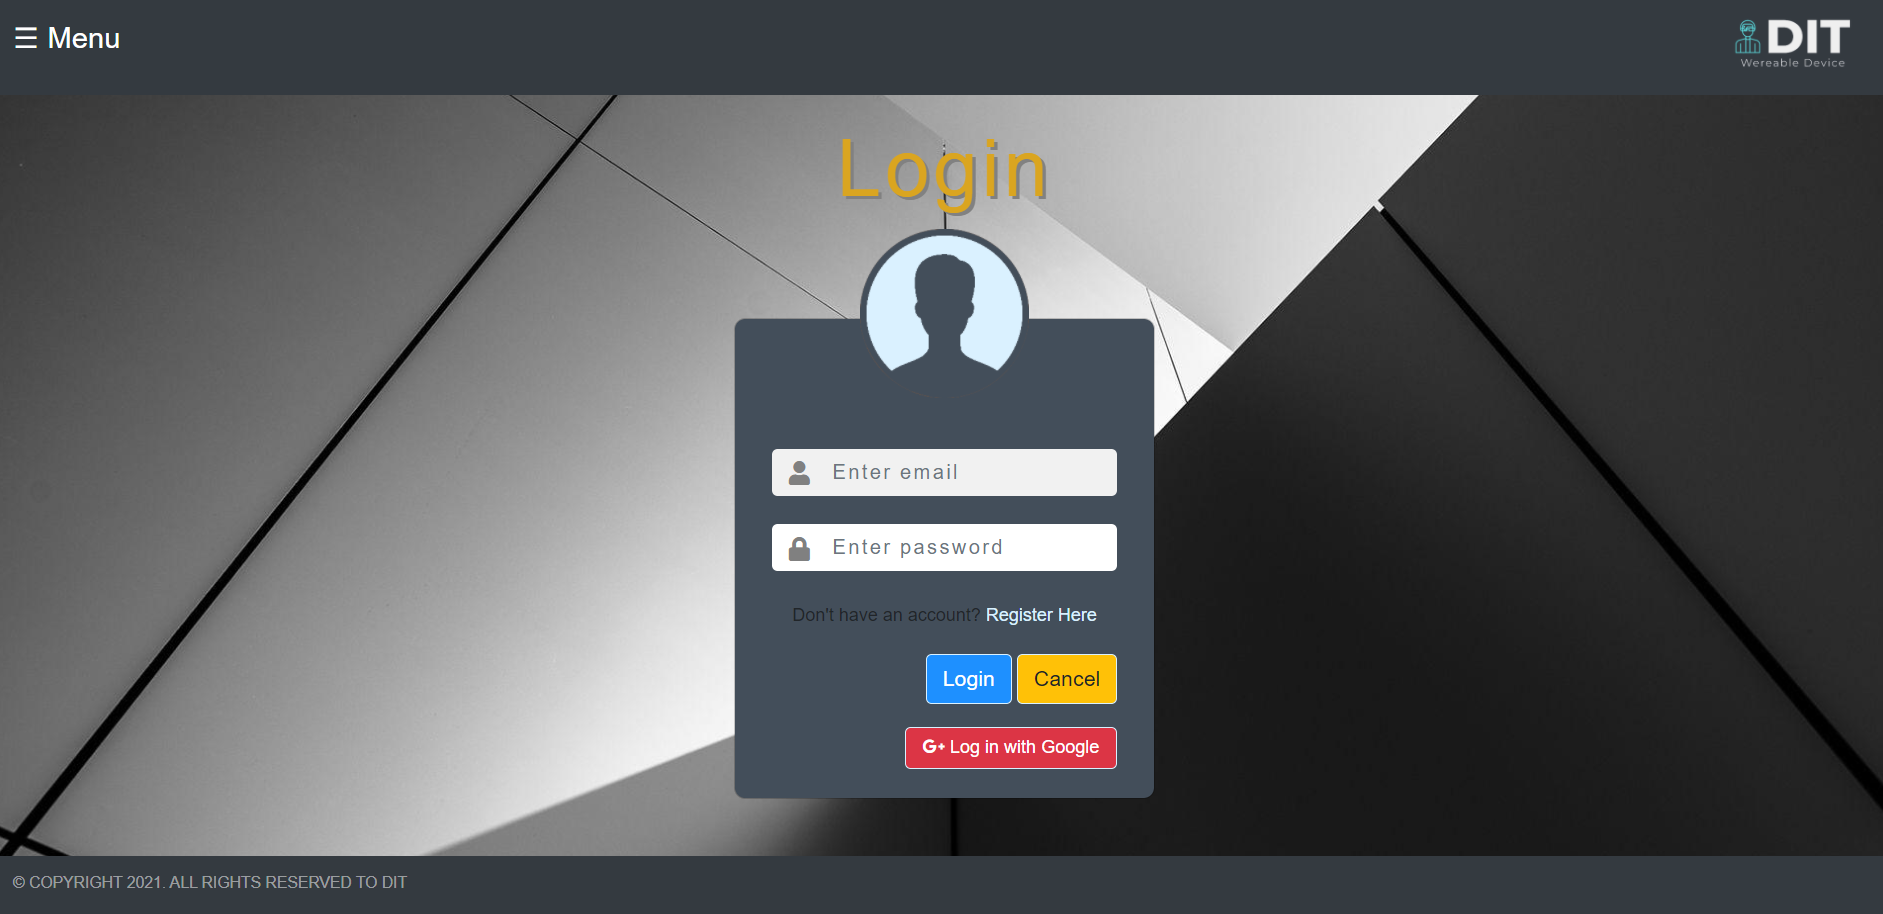 ☰ Menu
DIT
Wereable Device
Login
Enter email
Enter password
Don't have an account? Register Here
Login Cancel
G+ Log in with Google
© COPYRIGHT 2021. ALL RIGHTS RESERVED TO DIT